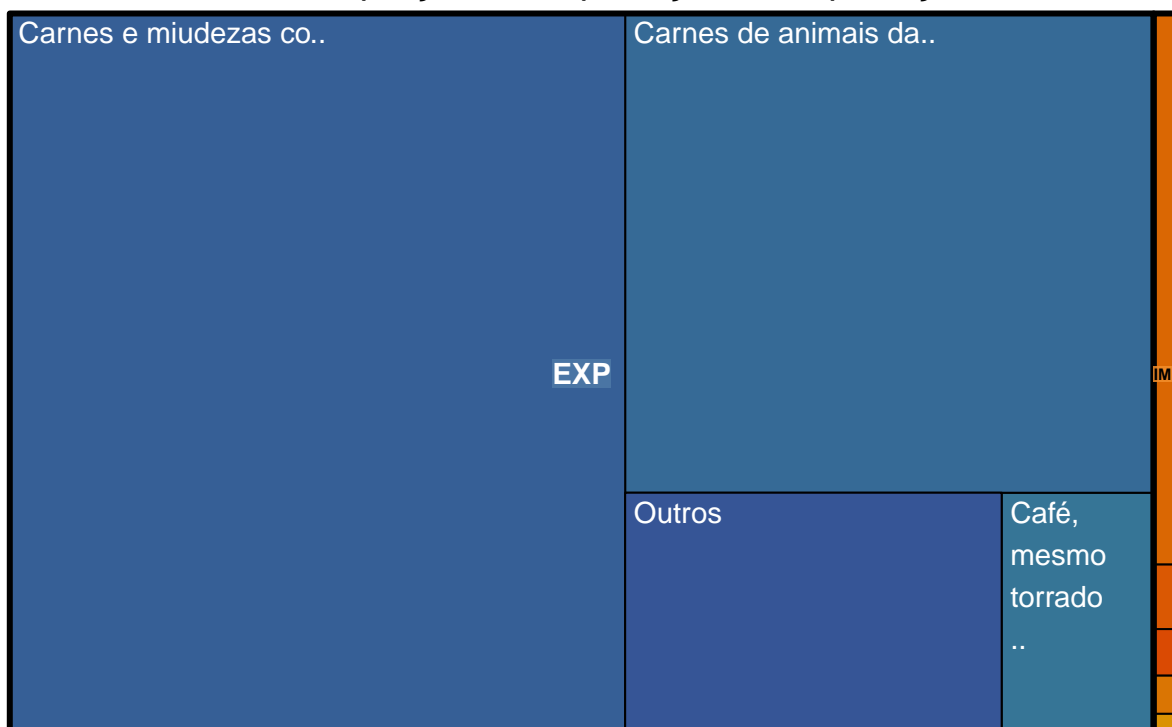 Carnes e miudezas co..
Carnes de animais da..
EXP
IM
Outros
Café,
mesmo
torrado
..